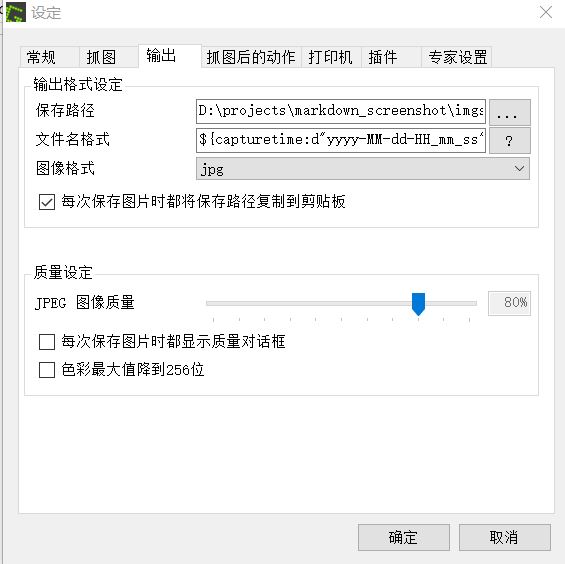 设定
常规 抓图 输出 抓图后的动作 打印机 插件 专家设置
输出格式设定
保存路径 D:\projects\markdown_screenshot\imgs ...
文件名格式 ${capturetime:d"yyyy-MM-dd-HH_mm_ss" ?
图像格式 jpg
每次保存图片时都将保存路径复制到剪贴板
质量设定
JPEG 图像质量 80%
每次保存图片时都显示质量对话框
色彩最大值降到256位
确定 取消